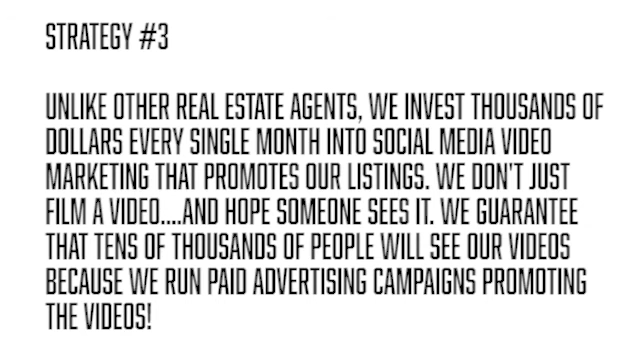 STRATEGY #3
UNLIKE OTHER REAL ESTATE AGENTS, WE INVEST THOUSANDS OF
DOLLARS EVERY SINGLE MONTH INTO SOCIAL MEDIA VIDEO
MARKETING THAT PROMOTES OUR LISTINGS. WE DON'T JUST
FILM A VIDEO....AND HOPE SOMEONE SEES IT. WE GUARANTEE
THAT TENS OF THOUSANDS OF PEOPLE WILL SEE OUR VIDEOS
BECAUSE WE RUN PAID ADVERTISING CAMPAIGNS PROMOTING
THE VIDEOS!